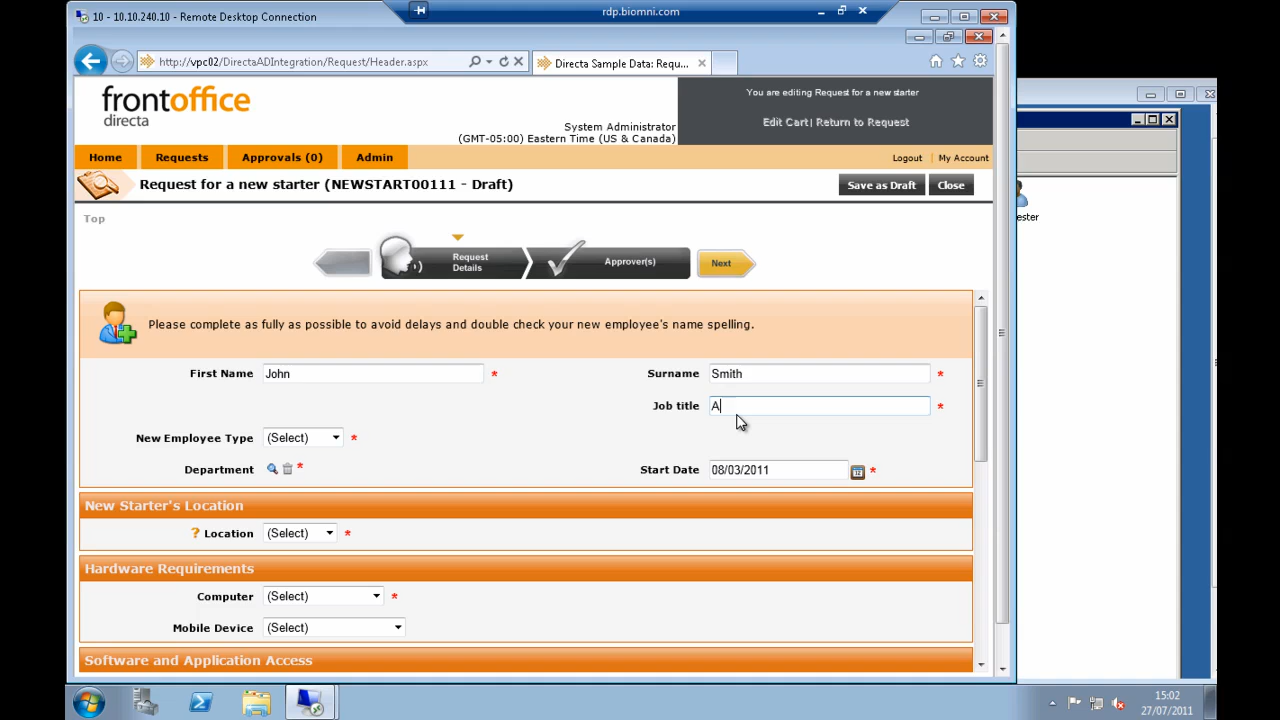 10 - 10.10.240.10 - Remote Desktop Connection
rdp.biomni.com
http://vpc02/DirectaADIntegration/Request/Header.aspx
Directa Sample Data: Requ...
frontoffice
directa
You are editing Request for a new starter
Edit Cart | Return to Request
System Administrator
(GMT-05:00) Eastern Time (US & Canada)
Home Requests Approvals (0) Admin
Logout | My Account
Request for a new starter (NEWSTART00111 - Draft)
Save as Draft Close
ester
Top
Request
Details
Approver(s)
Next
Please complete as fully as possible to avoid delays and double check your new employee's name spelling.
First Name John *
Surname Smith *
Job title A *
New Employee Type (Select) *
Department *
Start Date 08/03/2011 *
New Starter's Location
? Location (Select) *
Hardware Requirements
Computer (Select) *
Mobile Device (Select)
Software and Application Access
15:02
27/07/2011